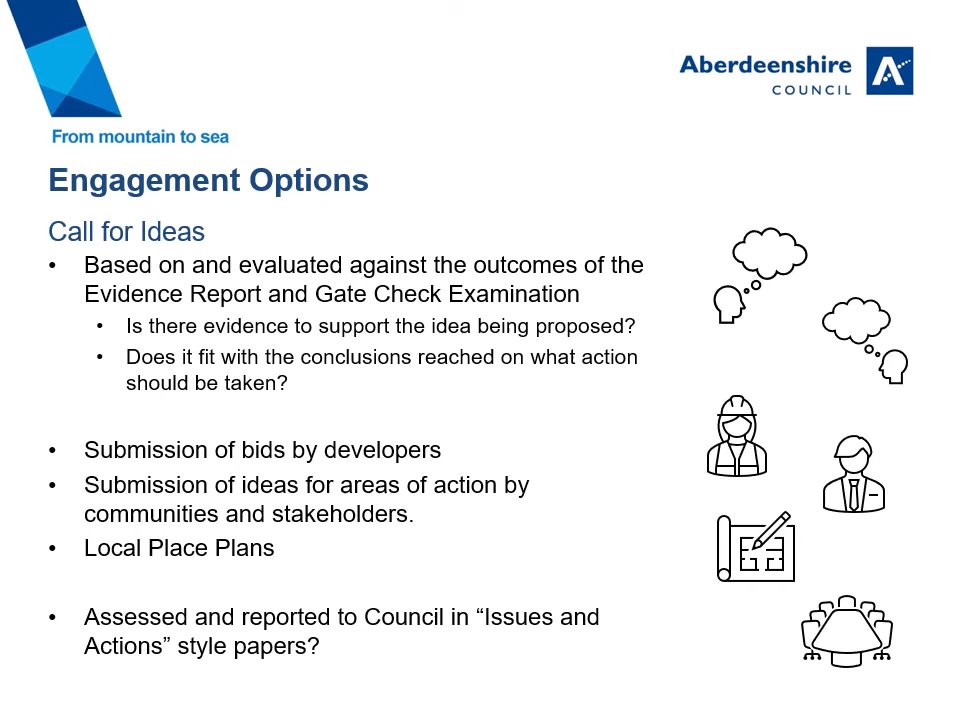 Aberdeenshire
COUNCIL
From mountain to sea
Engagement Options
Call for Ideas
• Based on and evaluated against the outcomes of the
Evidence Report and Gate Check Examination
• Is there evidence to support the idea being proposed?
• Does it fit with the conclusions reached on what action
should be taken?
• Submission of bids by developers
• Submission of ideas for areas of action by
communities and stakeholders.
• Local Place Plans
• Assessed and reported to Council in “Issues and
Actions” style papers?